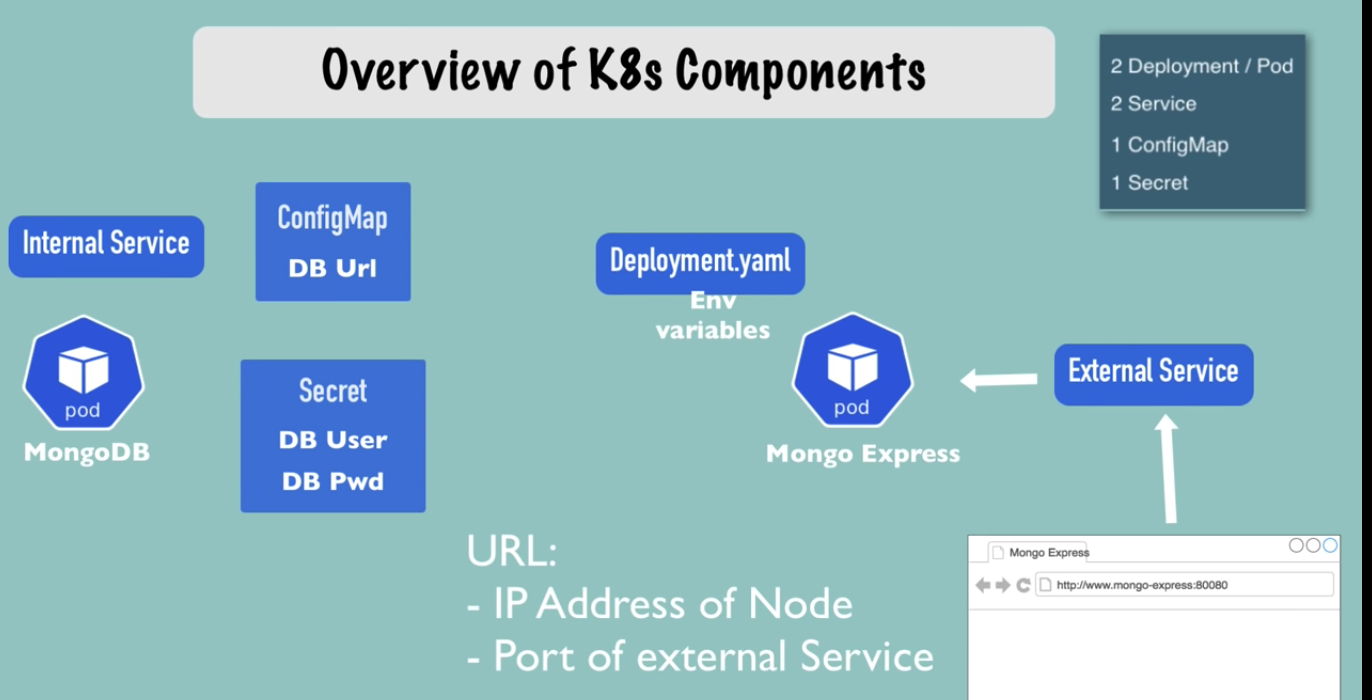 Overview of K8s Components
2 Deployment / Pod
2 Service
1 ConfigMap
1 Secret
Internal Service
pod
MongoDB
ConfigMap
DB Url
Secret
DB User
DB Pwd
Deployment.yaml
Env
variables
pod
Mongo Express
External Service
URL:
- IP Address of Node
- Port of external Service
Mongo Express
http://www.mongo-express:80080